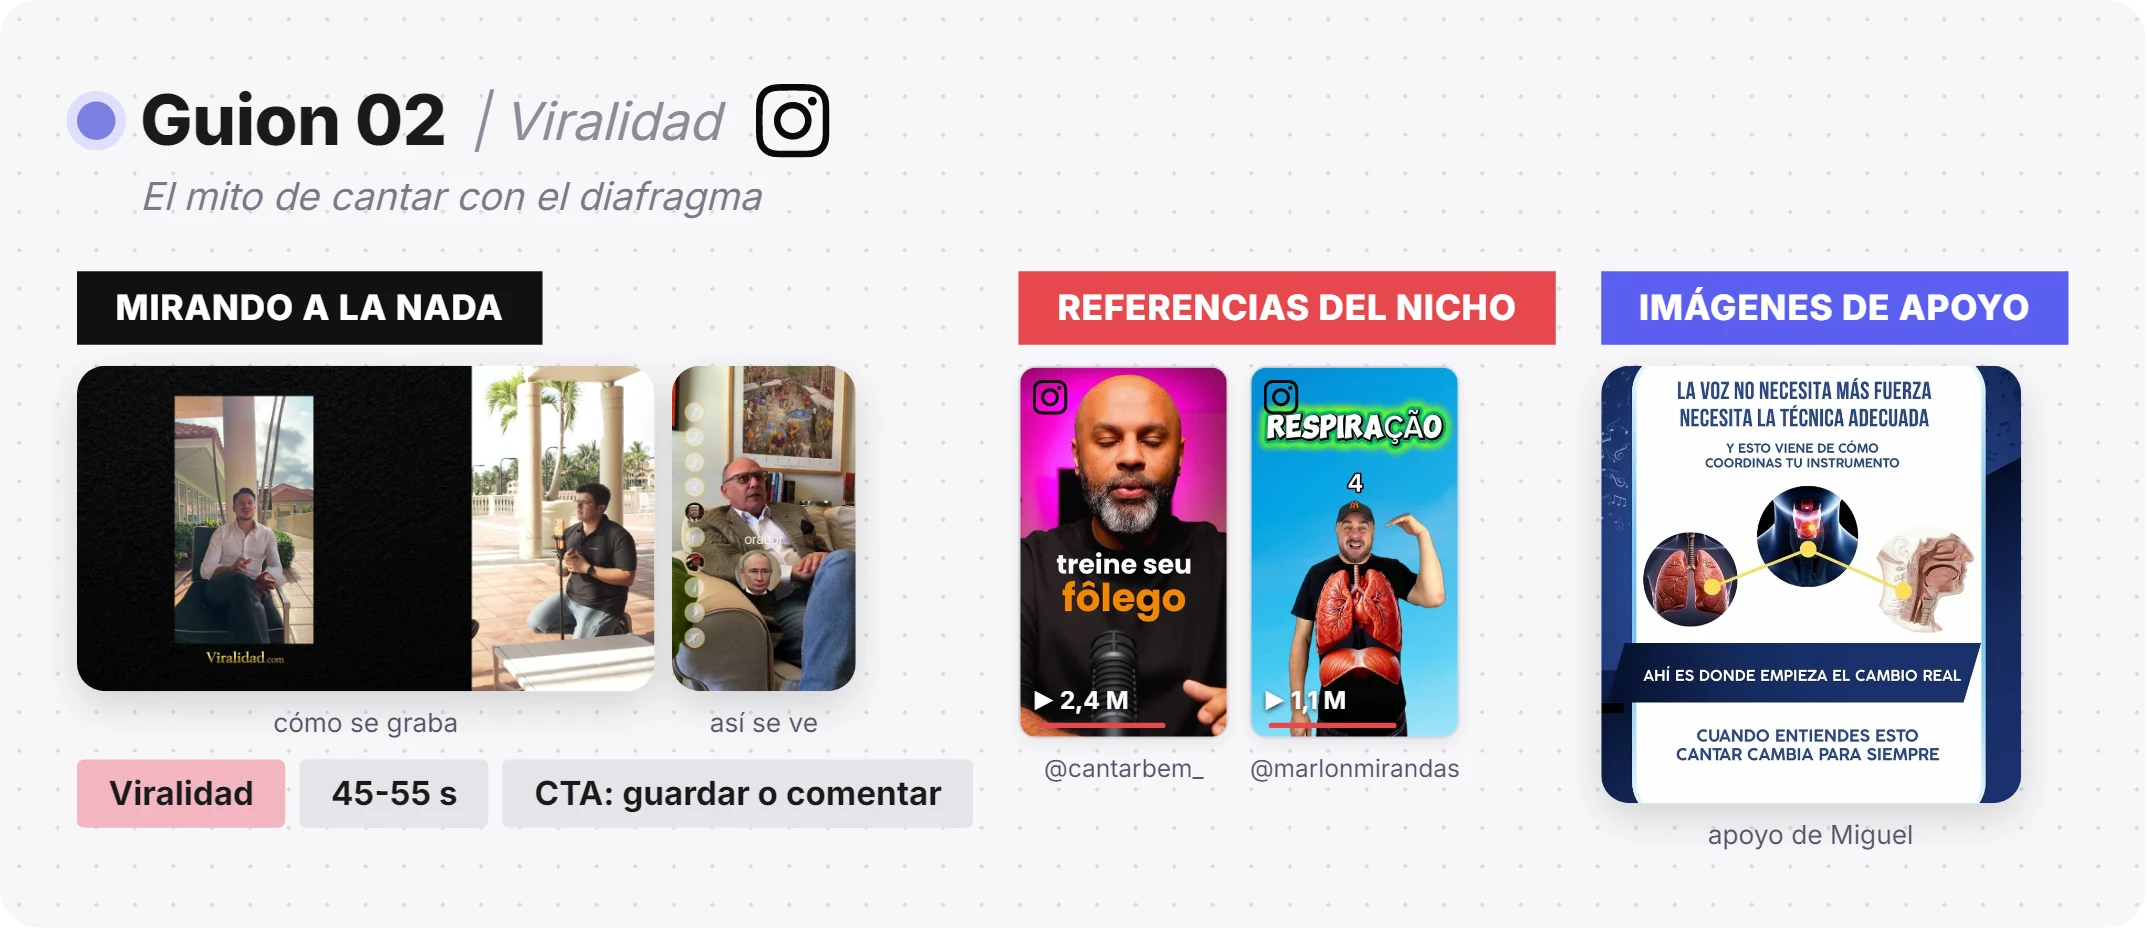 Guion 02 | Viralidad
El mito de cantar con el diafragma
MIRANDO A LA NADA
Viralidad.com
orador
cómo se graba
así se ve
Viralidad
45-55 s
CTA: guardar o comentar
REFERENCIAS DEL NICHO
treine seu
fôlego
2,4 M
@cantarbem_
RESPIRAÇÃO
4
1,1 M
@marlonmirandas
IMÁGENES DE APOYO
LA VOZ NO NECESITA MÁS FUERZA
NECESITA LA TÉCNICA ADECUADA
Y ESTO VIENE DE CÓMO
COORDINAS TU INSTRUMENTO
AHÍ ES DONDE EMPIEZA EL CAMBIO REAL
CUANDO ENTIENDES ESTO
CANTAR CAMBIA PARA SIEMPRE
apoyo de Miguel